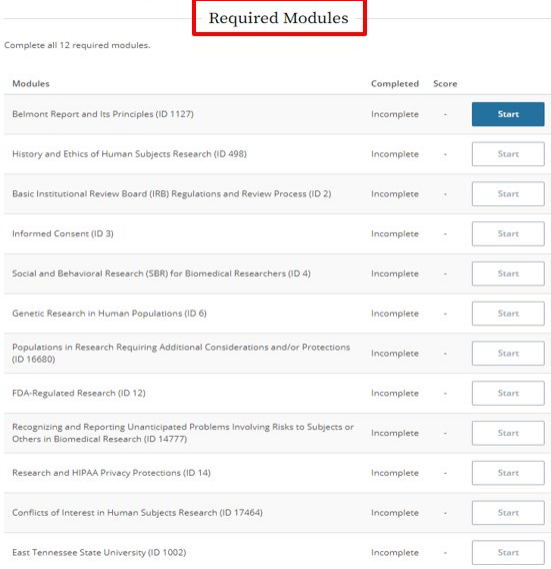 Required Modules
Complete all 12 required modules.
Modules Completed Score
Belmont Report and Its Principles (ID 1127) Incomplete - Start
History and Ethics of Human Subjects Research (ID 498) Incomplete - Start
Basic Institutional Review Board (IRB) Regulations and Review Process (ID 2) Incomplete - Start
Informed Consent (ID 3) Incomplete - Start
Social and Behavioral Research (SBR) for Biomedical Researchers (ID 4) Incomplete - Start
Genetic Research in Human Populations (ID 6) Incomplete - Start
Populations in Research Requiring Additional Considerations and/or Protections
(ID 16680) Incomplete - Start
FDA-Regulated Research (ID 12) Incomplete - Start
Recognizing and Reporting Unanticipated Problems Involving Risks to Subjects or
Others in Biomedical Research (ID 14777) Incomplete - Start
Research and HIPAA Privacy Protections (ID 14) Incomplete - Start
Conflicts of Interest in Human Subjects Research (ID 17464) Incomplete - Start
East Tennessee State University (ID 1002) Incomplete - Start